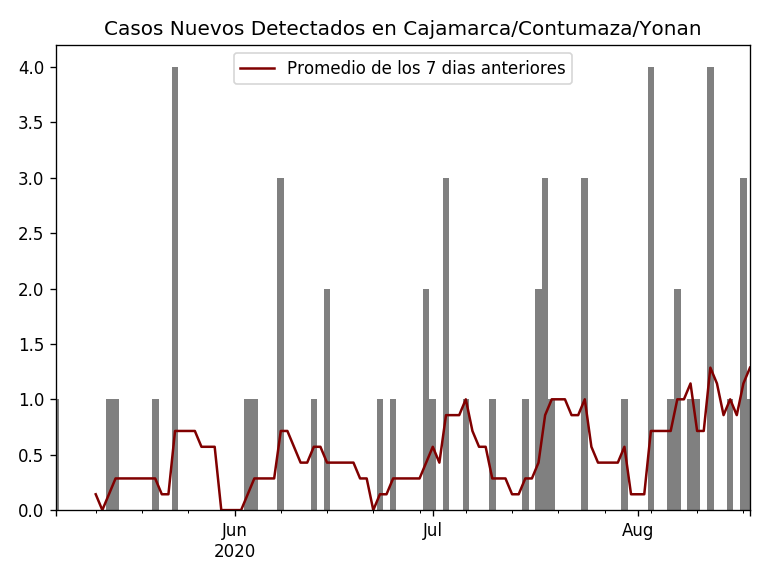 Casos Nuevos Detectados en Cajamarca/Contumaza/Yonan
Promedio de los 7 dias anteriores
4.0
3.5
3.0
2.5
2.0
1.5
1.0
0.5
0.0
Jun
2020
Jul
Aug